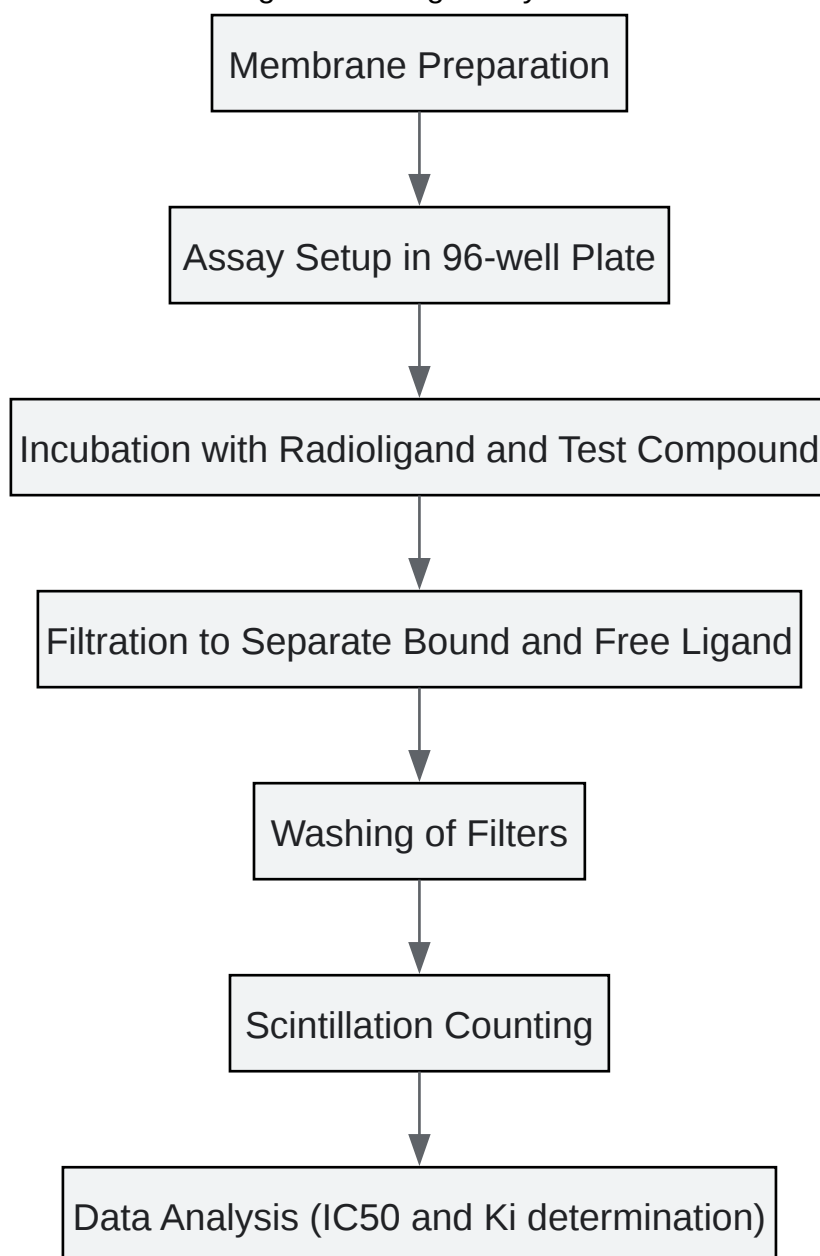 Membrane Preparation
Assay Setup in 96-well Plate
Incubation with Radioligand and Test Compound
Filtration to Separate Bound and Free Ligand
Washing of Filters
Scintillation Counting
Data Analysis (IC50 and Ki determination)